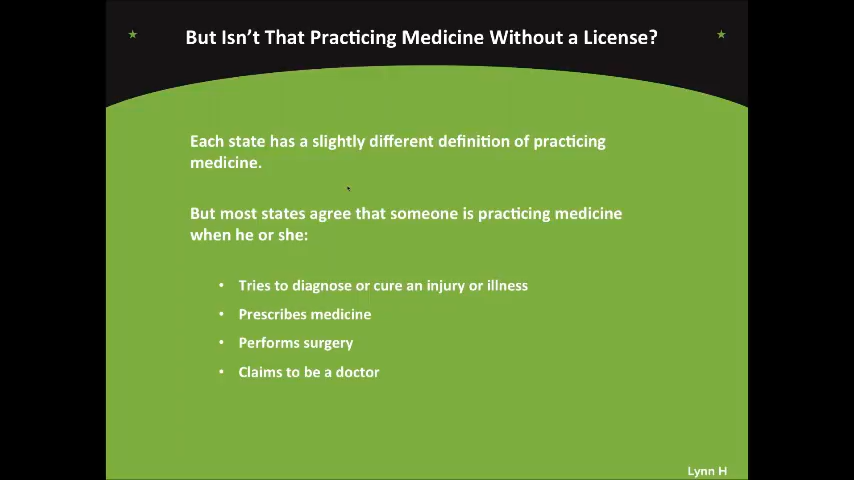 But Isn't That Practicing Medicine Without a License?
Each state has a slightly different definition of practicing
medicine.
But most states agree that someone is practicing medicine
when he or she:
• Tries to diagnose or cure an injury or illness
• Prescribes medicine
• Performs surgery
• Claims to be a doctor
Lynn H